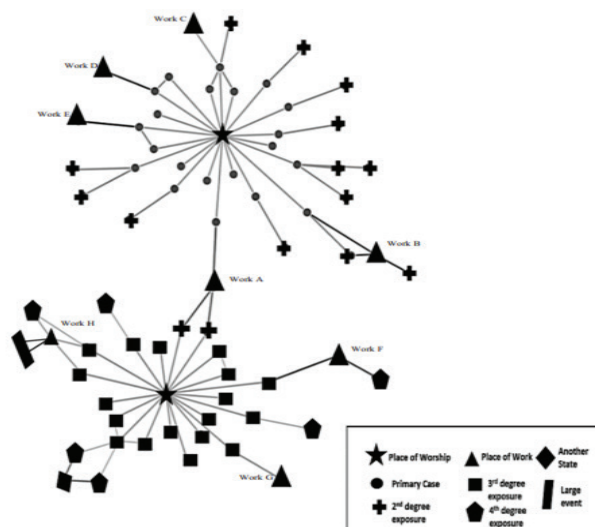 Work C
Work D
Work E
Work B
Work A
Work H
Work F
Work G
Place of Worship
Place of Work
Another
State
Primary Case
3rd degree
exposure
Large
event
2nd degree
exposure
4th degree
exposure